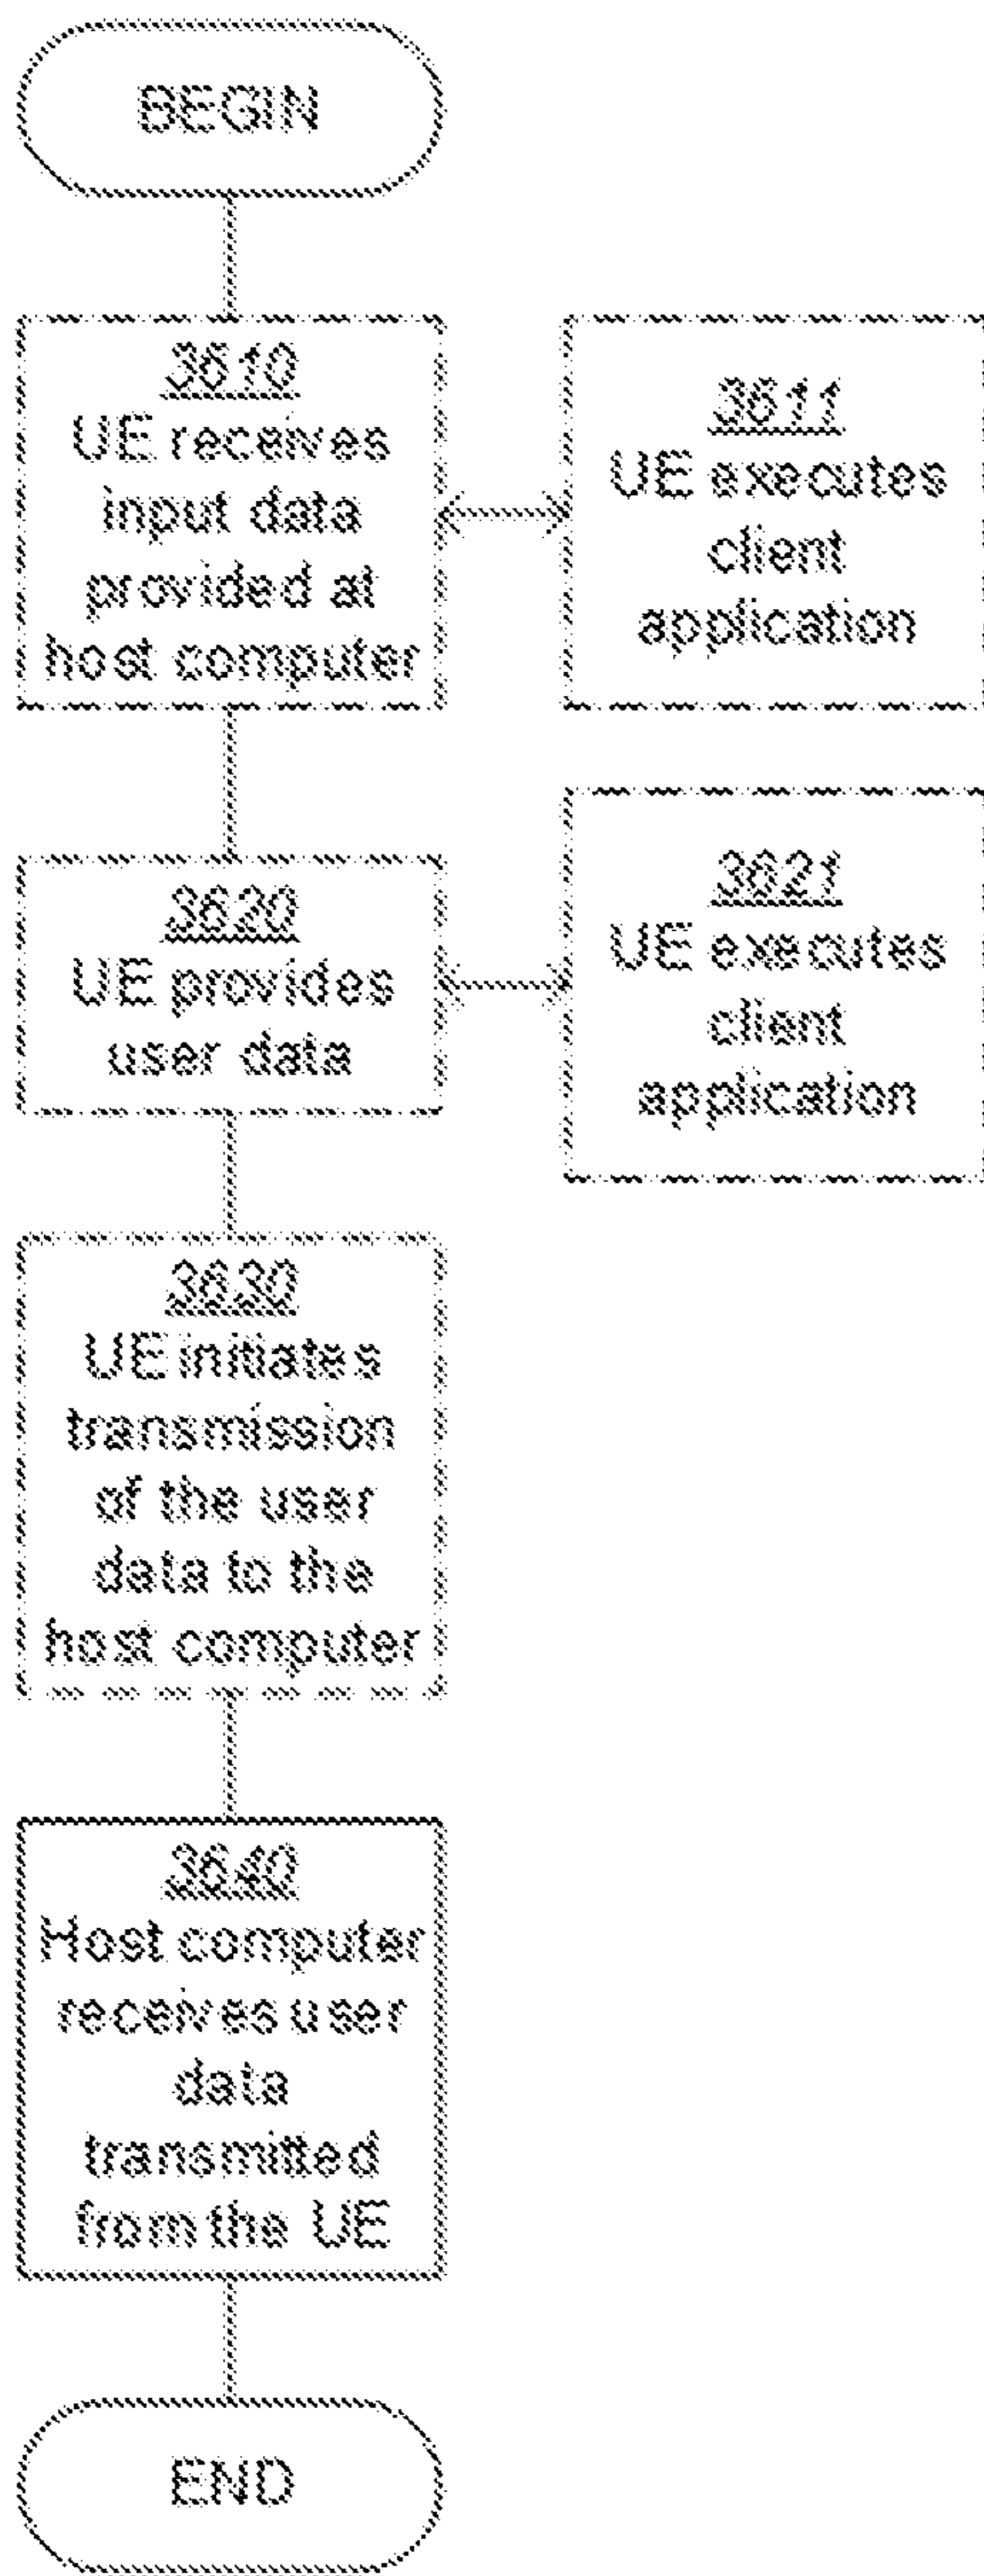 BEGIN
3610
UE receives
input data
provided at
host computer
3611
UE executes
client
application
3620
UE provides
user data
3621
UE executes
client
application
3630
UE initiates
transmission
of the user
data to the
host computer
3640
Host computer
receives user
data
transmitted
from the UE
END